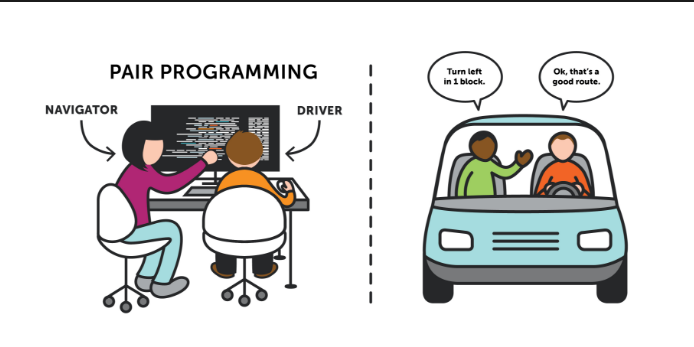 PAIR PROGRAMMING
NAVIGATOR
DRIVER
Turn left
in 1 block.
Ok, that's a
good route.